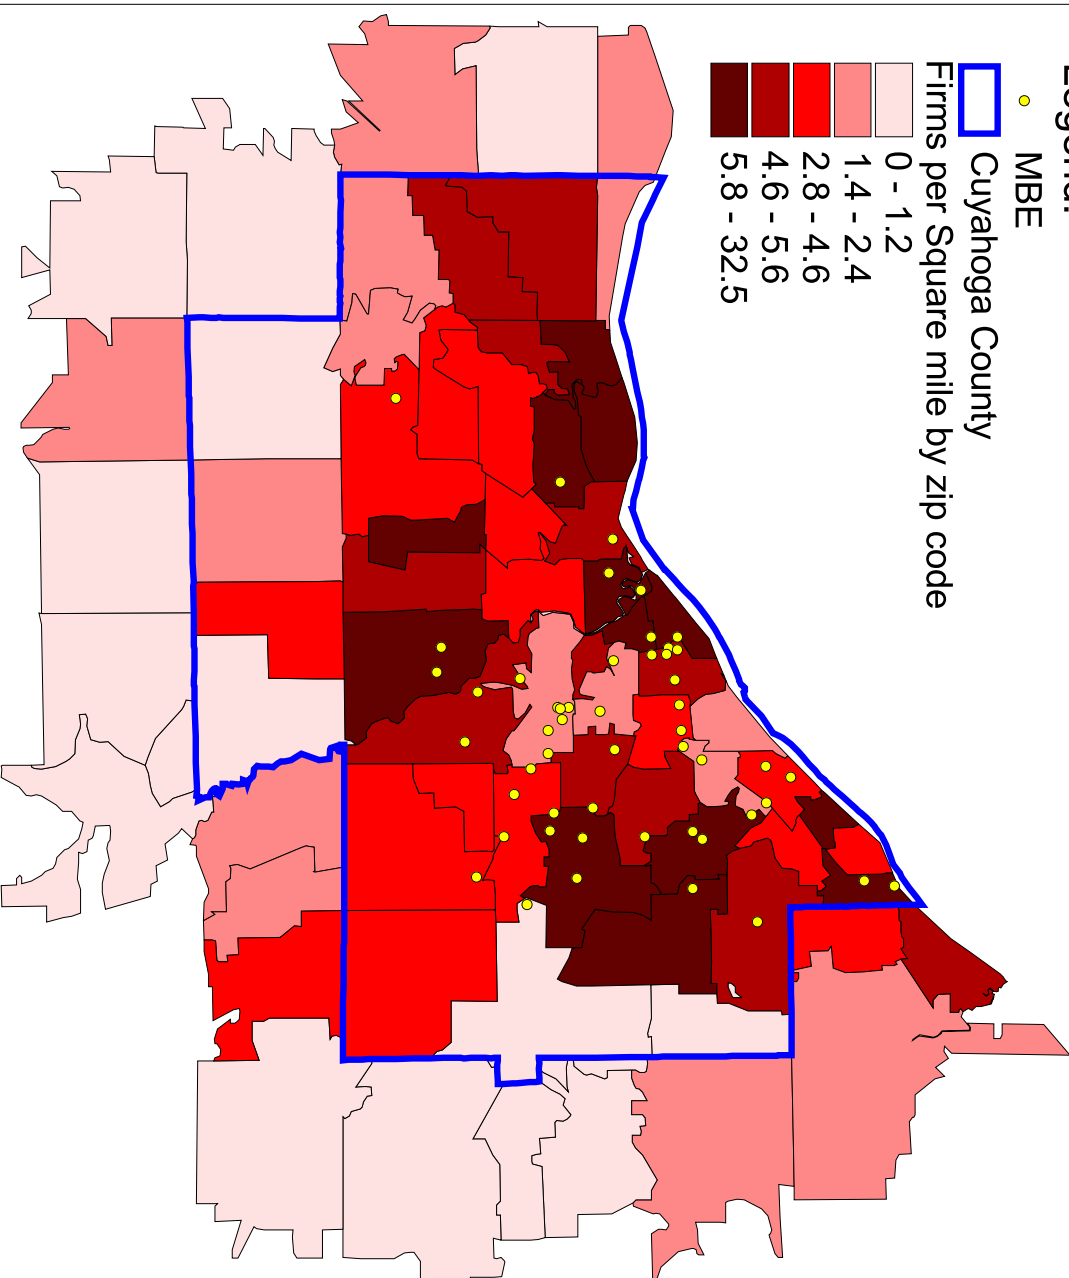 Legend:
MBE
Cuyahoga County
Firms per Square mile by zip code
0 - 1.2
1.4 - 2.4
2.8 - 4.6
4.6 - 5.6
5.8 - 32.5